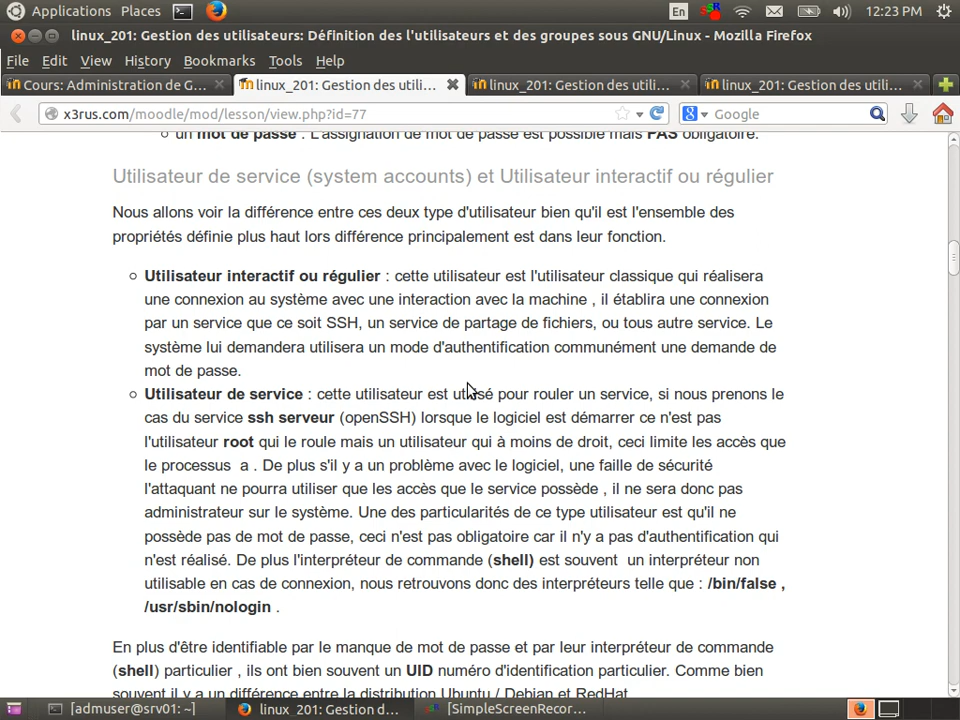 Applications Places En 12:23 PM
linux_201: Gestion des utilisateurs: Définition des l'utilisateurs et des groupes sous GNU/Linux - Mozilla Firefox
File Edit View History Bookmarks Tools Help
Cours: Administration de G... linux_201: Gestion des utili... linux_201: Gestion des utili... linux_201: Gestion des utili...
x3rus.com/moodle/mod/lesson/view.php?id=77 Google
un mot de passe : L'assignation de mot de passe est possible mais PAS obligatoire.
Utilisateur de service (system accounts) et Utilisateur interactif ou régulier
Nous allons voir la différence entre ces deux type d'utilisateur bien qu'il est l'ensemble des
propriétés définie plus haut lors différence principalement est dans leur fonction.
Utilisateur interactif ou régulier : cette utilisateur est l'utilisateur classique qui réalisera
une connexion au système avec une interaction avec la machine , il établira une connexion
par un service que ce soit SSH, un service de partage de fichiers, ou tous autre service. Le
système lui demandera utilisera un mode d'authentification communément une demande de
mot de passe.
Utilisateur de service : cette utilisateur est utilisé pour rouler un service, si nous prenons le
cas du service ssh serveur (openSSH) lorsque le logiciel est démarrer ce n'est pas
l'utilisateur root qui le roule mais un utilisateur qui à moins de droit, ceci limite les accès que
le processus a . De plus s'il y a un problème avec le logiciel, une faille de sécurité
l'attaquant ne pourra utiliser que les accès que le service possède , il ne sera donc pas
administrateur sur le système. Une des particularités de ce type utilisateur est qu'il ne
possède pas de mot de passe, ceci n'est pas obligatoire car il n'y a pas d'authentification qui
n'est réalisé. De plus l'interpréteur de commande (shell) est souvent un interpréteur non
utilisable en cas de connexion, nous retrouvons donc des interpréteurs telle que : /bin/false ,
/usr/sbin/nologin .
En plus d'être identifiable par le manque de mot de passe et par leur interpréteur de commande
(shell) particulier , ils ont bien souvent un UID numéro d'identification particulier. Comme bien
souvent il y a un différence entre la distribution Ubuntu / Debian et RedHat
[admuser@srv01: ~] linux_201: Gestion d... [SimpleScreenRecor...